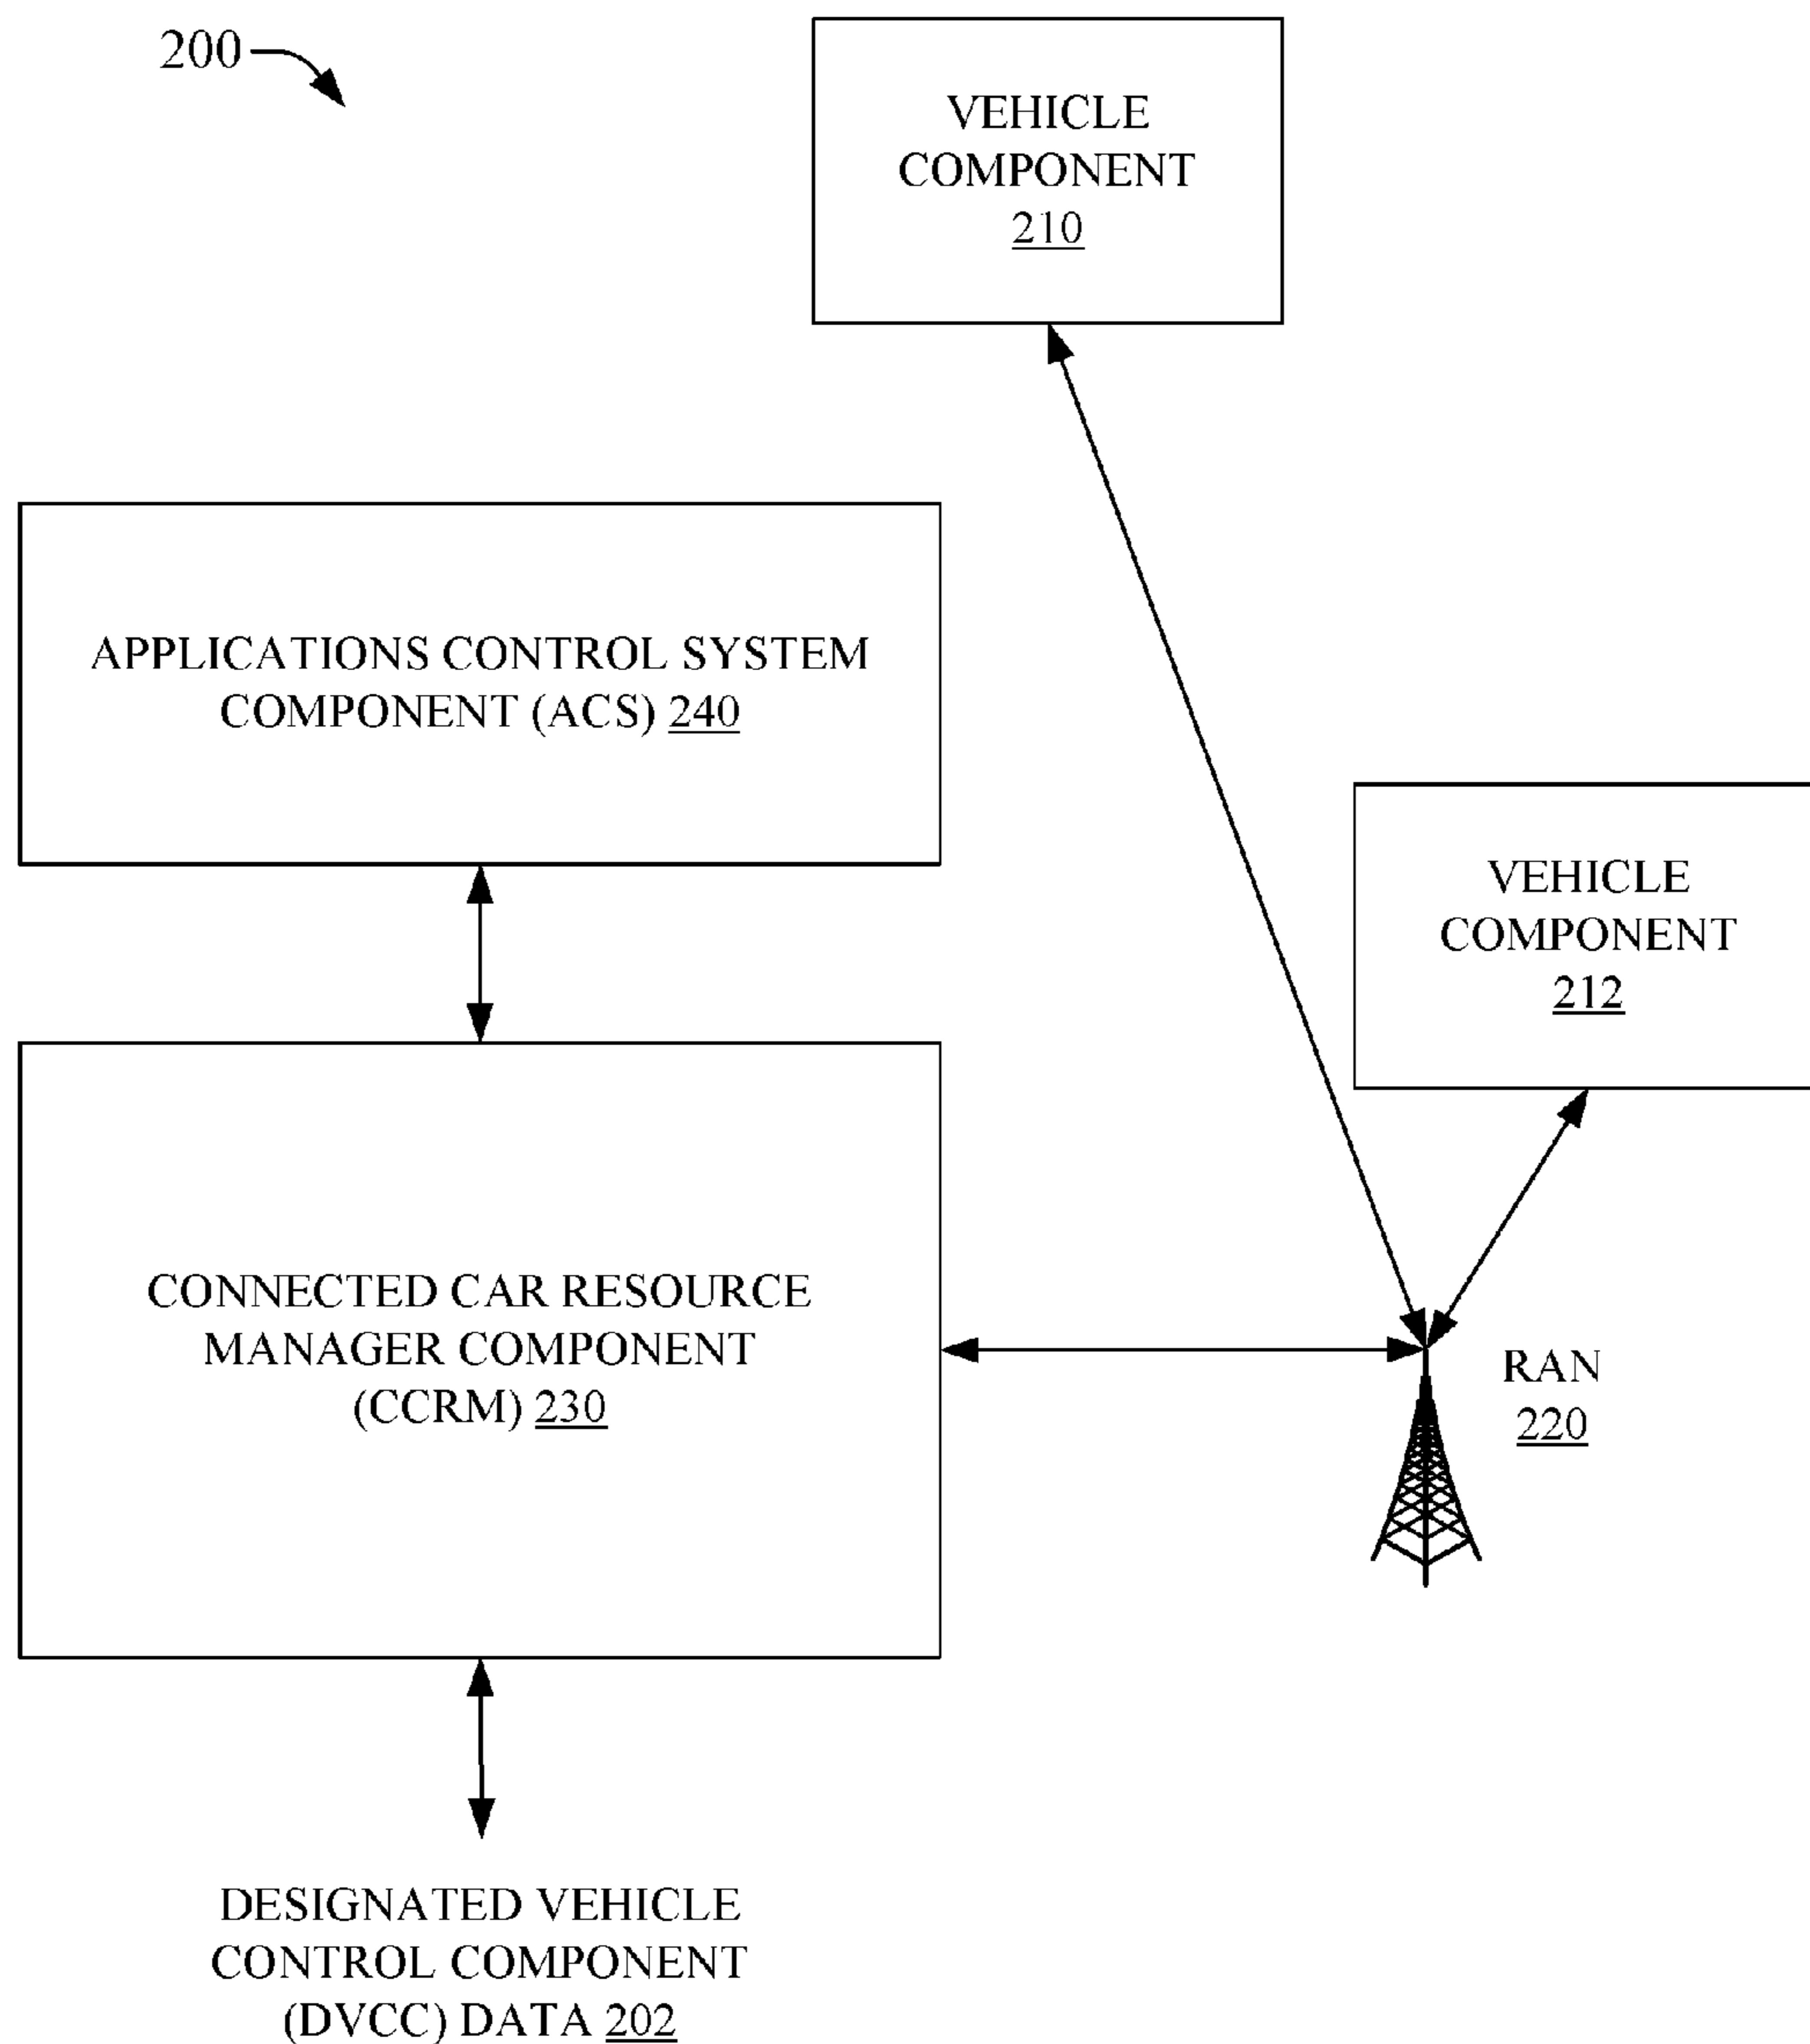 200
VEHICLE
COMPONENT
210
APPLICATIONS CONTROL SYSTEM
COMPONENT (ACS) 240
VEHICLE
COMPONENT
212
CONNECTED CAR RESOURCE
MANAGER COMPONENT
(CCRM) 230
RAN
220
DESIGNATED VEHICLE
CONTROL COMPONENT
(DVCC) DATA 202